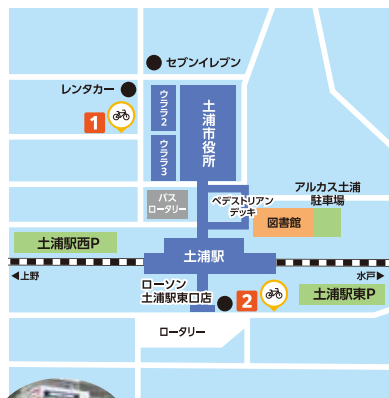 セブンイレブン
レンタカー
1
ウララ2
土浦市役所
ウララ3
バス
ロータリー
ペデストリアン
デッキ
アルカス土浦
駐車場
図書館
土浦駅西P
土浦駅
◀上野
水戸▶
ローソン
土浦駅東口店
2
土浦駅東P
ロータリー